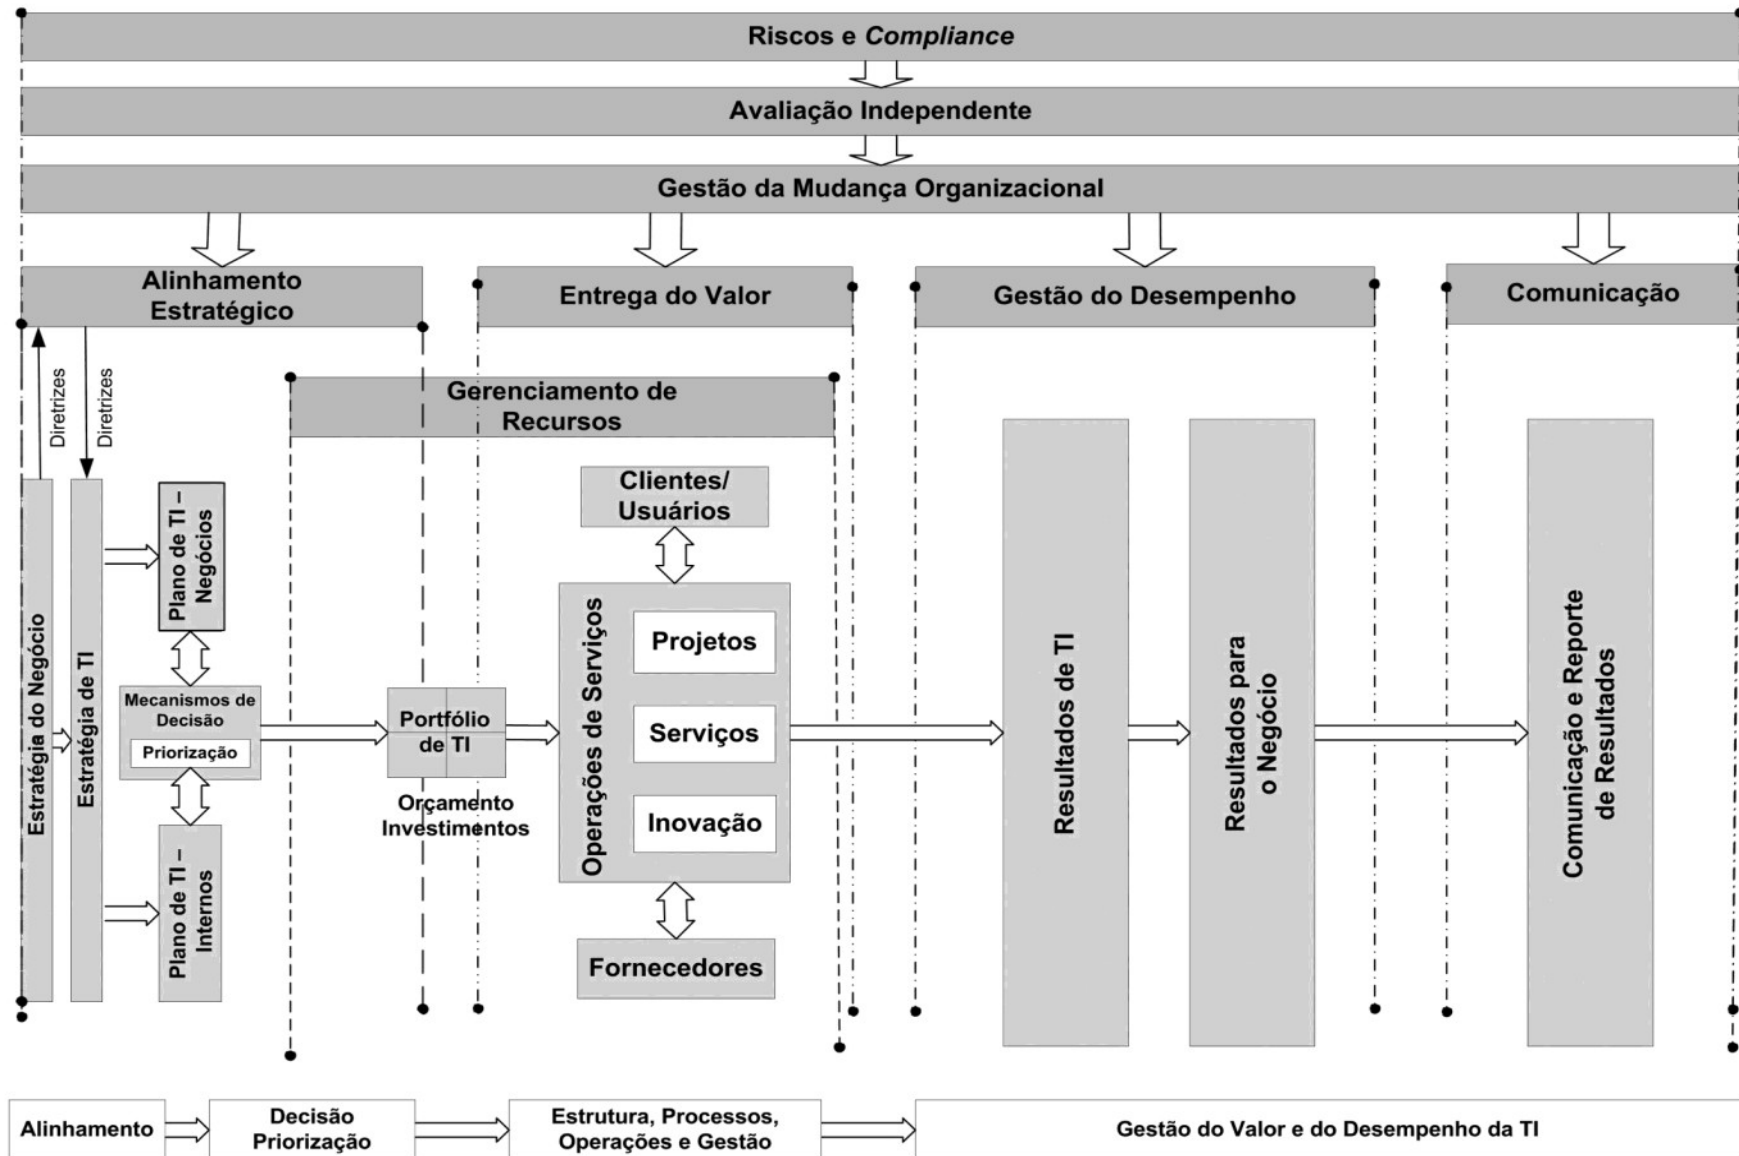 Riscos e Compliance
Avaliação Independente
Gestão da Mudança Organizacional
Alinhamento
Estratégico
Entrega do Valor
Gestão do Desempenho
Comunicação
Diretrizes
Diretrizes
Gerenciamento de
Recursos
Estratégia do Negócio
Estratégia de TI
Plano de TI –
Negócios
Mecanismos de
Decisão
Priorização
Plano de TI –
Internos
Portfólio
de TI
Orçamento
Investimentos
Clientes/
Usuários
Operações de Serviços
Projetos
Serviços
Inovação
Fornecedores
Resultados de TI
Resultados para
o Negócio
Comunicação e Reporte
de Resultados
Alinhamento
Decisão
Priorização
Estrutura, Processos,
Operações e Gestão
Gestão do Valor e do Desempenho da TI